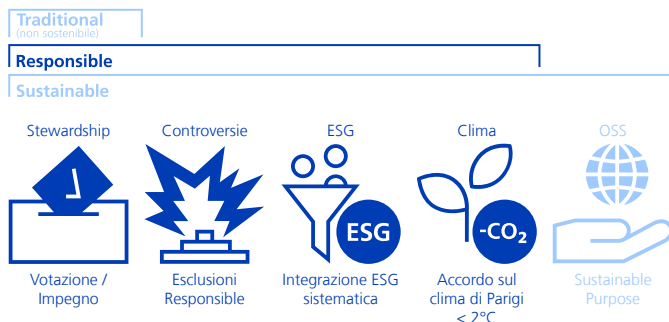 Traditional
(non sostenibile)
Responsible
Sustainable
Stewardship
Controversie
ESG
Clima
OSS
ESG
-CO₂
Votazione /
Impegno
Esclusioni
Responsible
Integrazione ESG
sistematica
Accordo sul
clima di Parigi
< 2°C
Sustainable
Purpose